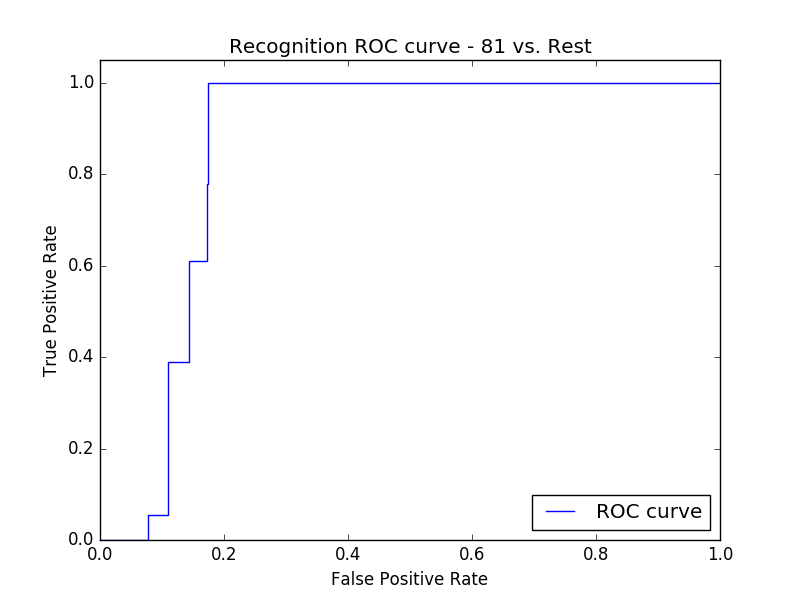 Recognition ROC curve - 81 vs. Rest
1.0
0.8
0.6
0.4
0.2
0.0
True Positive Rate
ROC curve
0.0 0.2 0.4 0.6 0.8 1.0
False Positive Rate